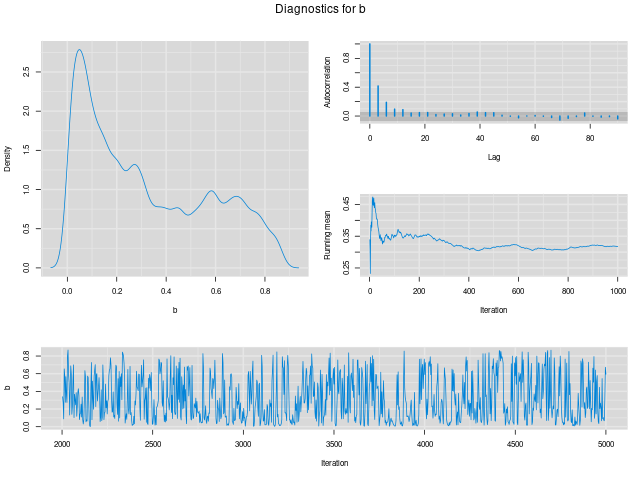 Diagnostics for b
Density
0.0 0.5 1.0 1.5 2.0 2.5
0.0 0.2 0.4 0.6 0.8
b
Autocorrelation
0.0 0.4 0.8
0 20 40 60 80
Lag
Running mean
0.25 0.35 0.45
0 200 400 600 800 1000
Iteration
b
0.0 0.2 0.4 0.6 0.8
2000 2500 3000 3500 4000 4500 5000
Iteration